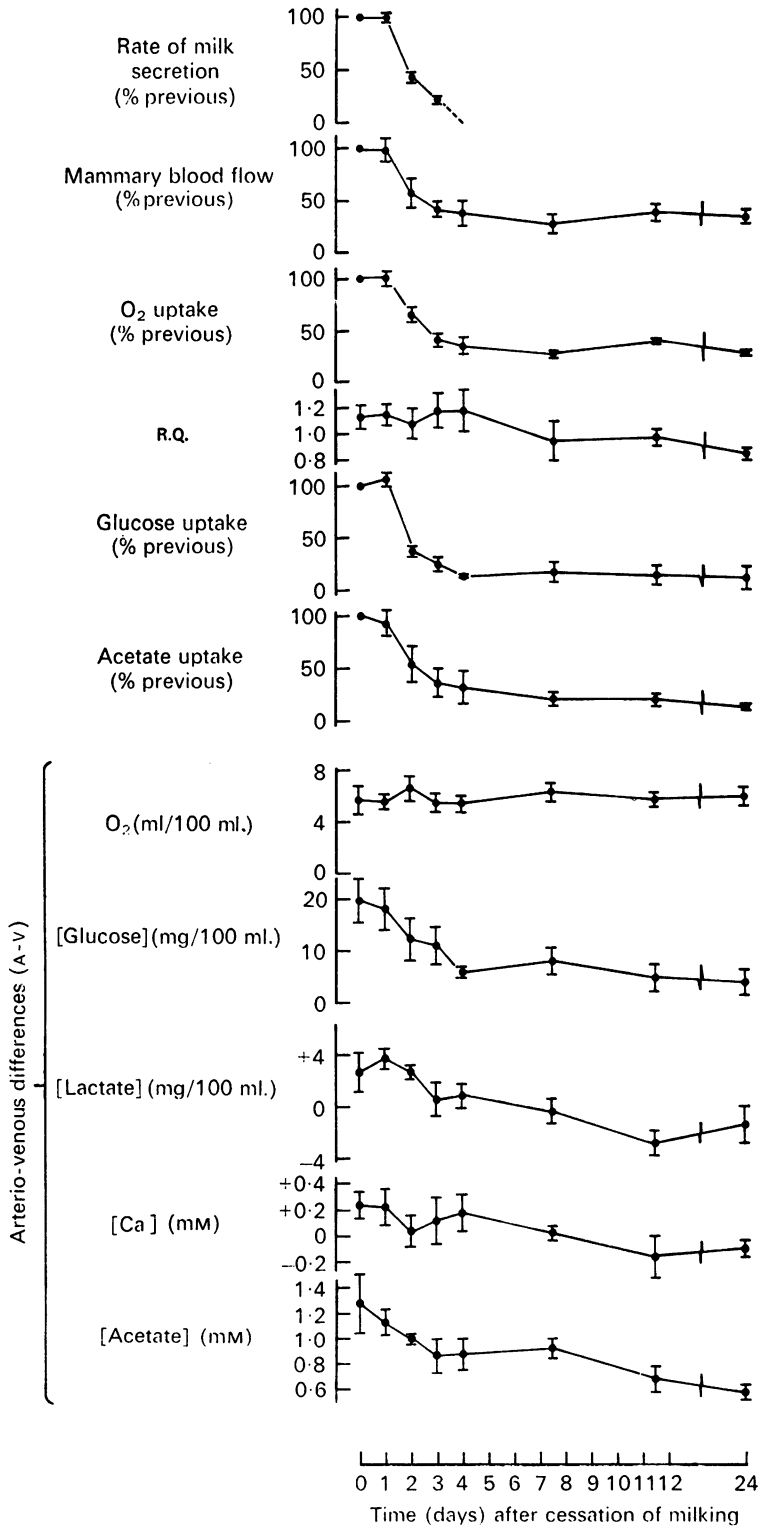 Rate of milk
secretion
(% previous)
100
50
0
Mammary blood flow
(% previous)
100
50
0
O₂ uptake
(% previous)
100
50
0
R.Q.
1·2
1·0
0·8
Glucose uptake
(% previous)
100
50
0
Acetate uptake
(% previous)
100
50
0
Arterio-venous differences (A-V)
O₂ (ml/100 ml.)
8
4
0
[Glucose] (mg/100 ml.)
20
10
0
[Lactate] (mg/100 ml.)
+4
0
−4
[Ca] (mM)
+0·4
+0·2
0
−0·2
[Acetate] (mM)
1·4
1·2
1·0
0·8
0·6
0 1 2 3 4 5 6 7 8 9 10 11 11 12 24
Time (days) after cessation of milking